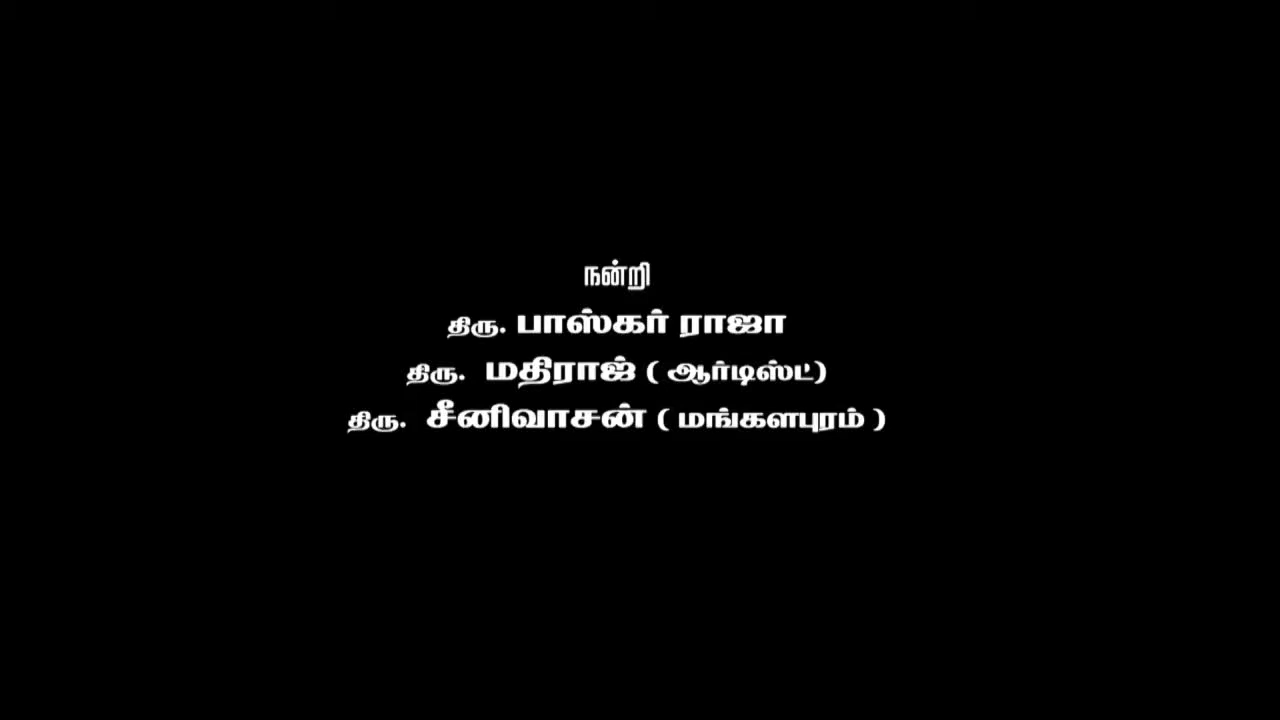 நன்றி
திரு. பாஸ்கர் ராஜா
திரு. மதிராஜ் ( ஆர்டிஸ்ட்)
திரு. சீனிவாசன் ( மங்களபுரம் )